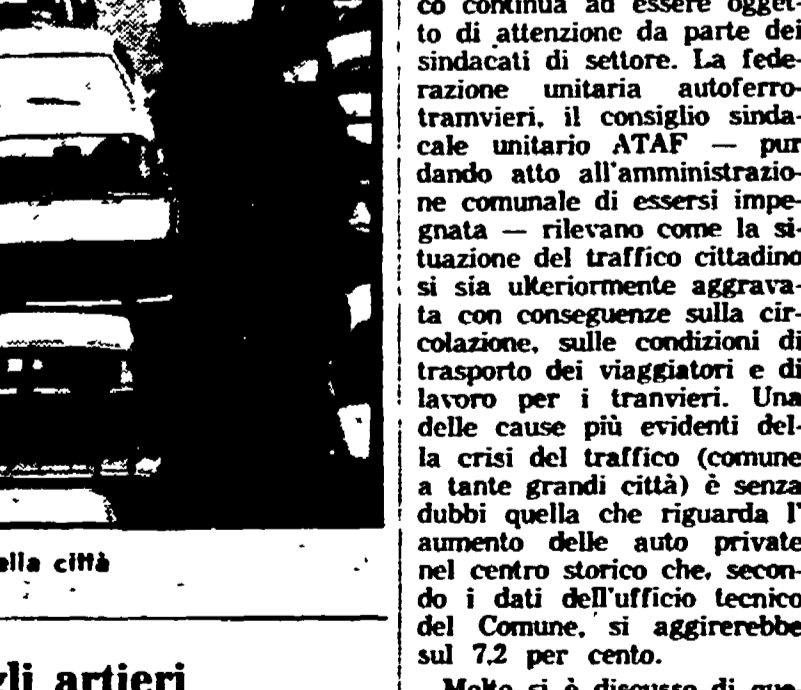 co continua ad essere ogget-
to di attenzione da parte dei
sindacati di settore. La fede-
razione unitaria autoferro-
tramvieri, il consiglio sinda-
cale unitario ATAF — pur
dando atto all'amministrazio-
ne comunale di essersi impe-
gnata — rilevano come la si-
tuazione del traffico cittadino
si sia ulteriormente aggrava-
ta con conseguenze sulla cir-
colazione, sulle condizioni di
trasporto dei viaggiatori e di
lavoro per i tranvieri. Una
delle cause più evidenti del-
la crisi del traffico (comune
a tante grandi città) è senza
dubbi quella che riguarda l'
aumento delle auto private
nel centro storico che, secon-
do i dati dell'ufficio tecnico
del Comune, si aggirerebbe
sul 7,2 per cento.
Molto si è discusso di que-
ella città
gli artieri